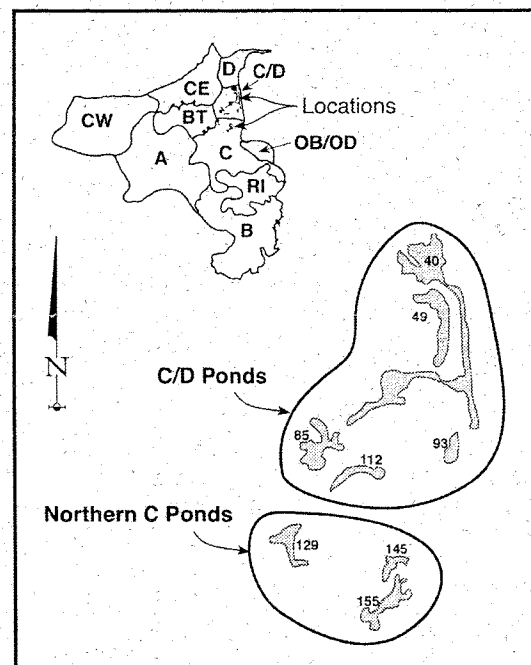 D
C/D
CE
Locations
CW
BT
OB/OD
A
C
RI
B
40
49
N
C/D Ponds
85
93
112
Northern C Ponds
129
145
155